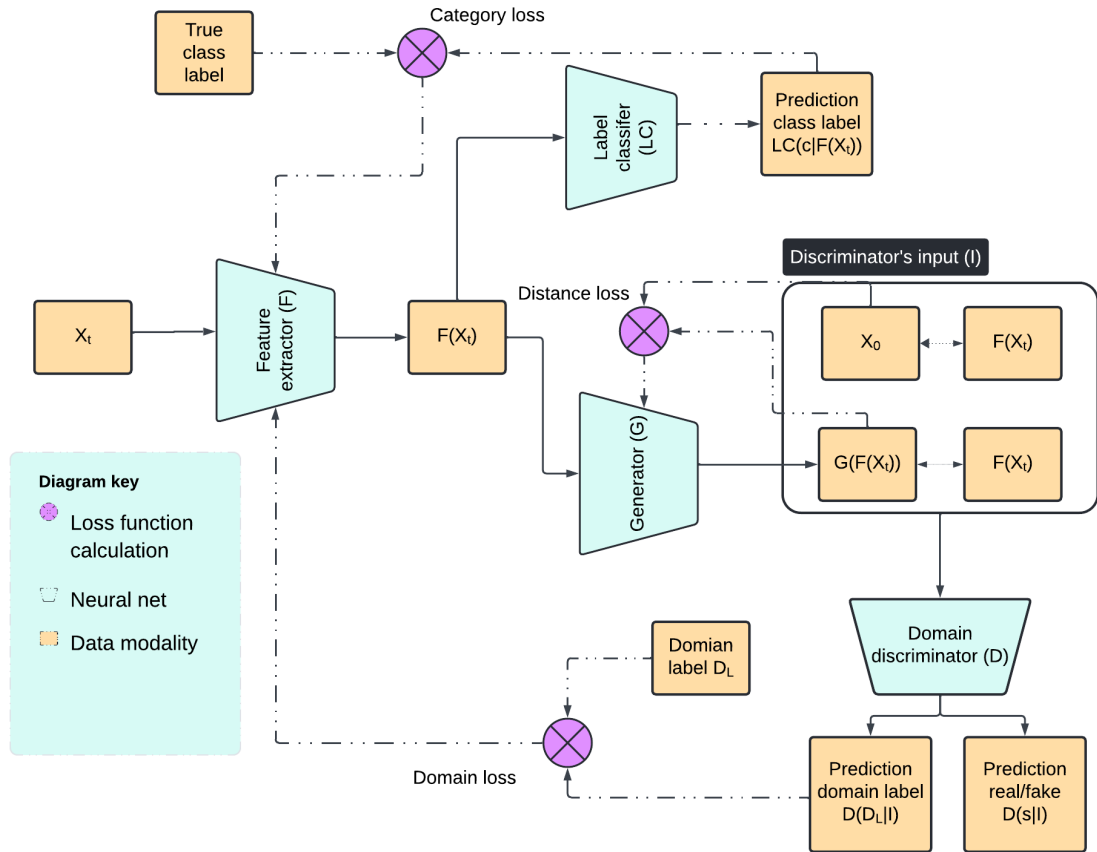 Category loss
True
class
label
Label
classifer
(LC)
Prediction
class label
LC(c|F(Xₜ))
Discriminator's input (I)
Distance loss
Xₜ
Feature
extractor (F)
F(Xₜ)
X₀
F(Xₜ)
Generator (G)
G(F(Xₜ))
F(Xₜ)
Diagram key
Loss function
calculation
Neural net
Data modality
Domain
discriminator (D)
Domian
label D_L
Domain loss
Prediction
domain label
D(D_L|I)
Prediction
real/fake
D(s|I)